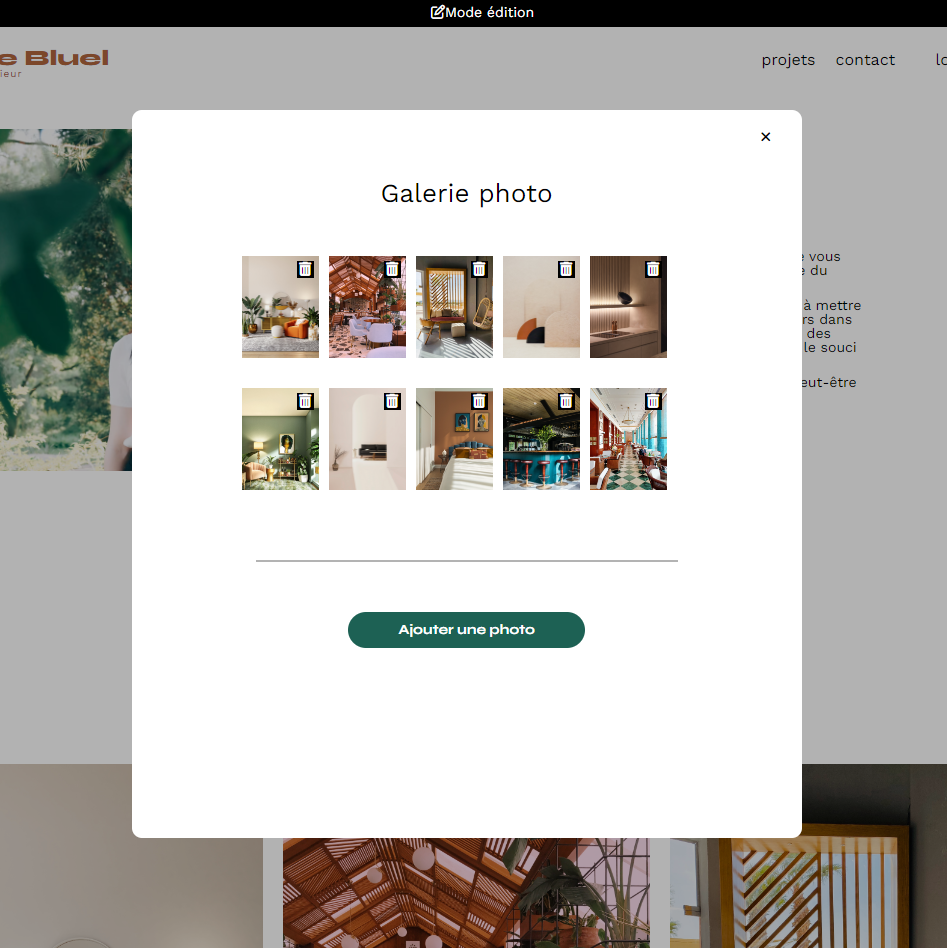 Mode édition
e Bluel
ieur
projets contact lo
×
Galerie photo
vous
du
à mettre
rs dans
des
le souci
eut-être
Ajouter une photo